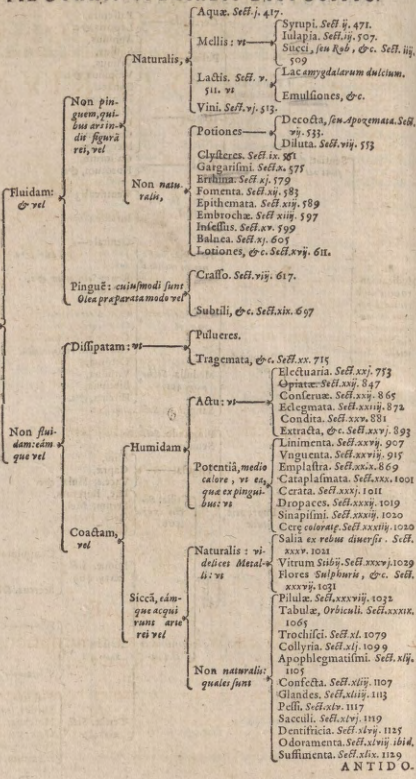 Fluidam:
& vel
Non pin-
guem, qui-
bus ars in-
dit figurā
rei, vel
Naturalis,
Aquæ. Sect.j. 417.
Mellis: vt
Syrupi. Sect.ij. 471.
Iulapia. Sect.iij. 507.
Succi, seu Rob, &c. Sect. iiij.
509
Lactis. Sect. v.
511. vt
Lac amygdalarum dulcium.
Emulsiones, &c.
Vini. Sect.vj. 513.
Non natu-
ralis,
Potiones
Decocta, seu Apozemata. Sect.
vij. 533.
Diluta. Sect.viij. 553
Clysteres. Sect.ix. 561
Gargarismi. Sect.x. 575
Errhina. Sect.xj. 579
Fomenta. Sect.xij. 583
Epithemata. Sect.xiij. 589
Embrochæ. Sect.xiiij. 597
Insessus. Sect.xv. 599
Balnea. Sect.xj. 605
Lotiones, &c. Sect.xvij. 611.
Pinguē: cuiusmodi sunt
Olea præparata modo vel
Crasso. Sect.viij. 617.
Subtili, &c. Sect.xix. 697
Non flui-
dam: eām
que vel
Dissipatam: vt
Pulueres.
Tragemata, &c. Sect.xx. 715
Coactam,
vel
Humidam
Actu: vt
Electuaria. Sect.xxj. 753
Opiatæ. Sect.xxij. 847
Conseruæ. Sect.xxiij. 865
Eclegmata. Sect.xxiiij. 872
Condita. Sect.xxv. 881
Extracta, &c. Sect.xxvj. 893
Potentiâ, medio
calore, vt ea,
quæ ex pingui-
bus: vt
Linimenta. Sect.xxvij. 907
Vnguenta. Sect.xxviij. 915
Emplastra. Sect.xxix. 869
Cataplasmata. Sect.xxx. 1001
Cerata. Sect.xxxj. 1011
Dropaces. Sect.xxxij. 1019
Sinapismi. Sect.xxxiij. 1020
Ceræ coloratæ. Sect.xxxiiij. 1020
Siccā, eâm-
que acqui
runt arte
rei vel
Naturalis: vi-
delices Metal-
li: vt
Salia ex rebus diuersis. Sect.
xxxv. 1021
Vitrum Stibij. Sect.xxxvj. 1029
Flores Sulphuris, &c. Sect.
xxxvij. 1031
Non naturalis:
quales sunt
Pilulæ. Sect.xxxviij. 1032
Tabulæ, Orbiculi. Sect.xxxix.
1065
Trochisci. Sect.xl. 1079
Collyria. Sect.xlj. 1099
Apophlegmatismi. Sect.xlij.
1105
Confecta. Sect.xliij. 1107
Glandes. Sect.xliiij. 1113
Pessi. Sect.xlv. 1117
Sacculi. Sect.xlvj. 1119
Dentifricia. Sect.xlvij. 1125
Odoramenta. Sect.xlviij ibid.
Suffimenta. Sect.xlix. 1129
ANTIDO.